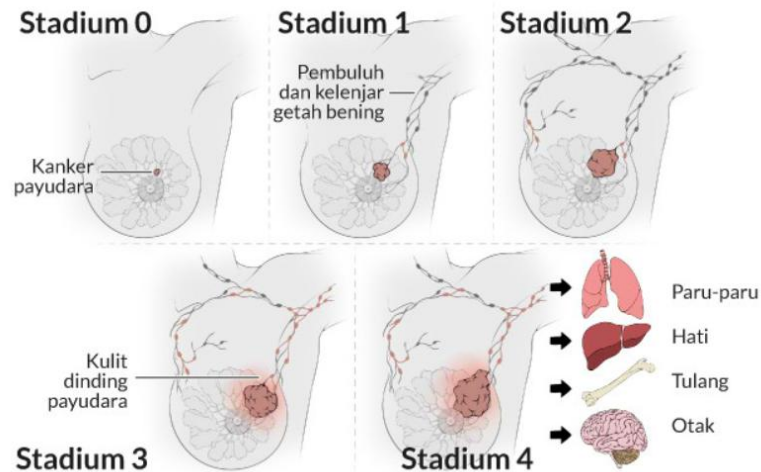 Stadium 0
Stadium 1
Stadium 2
Pembuluh
dan kelenjar
getah bening
Kanker
payudara
Kulit
dinding
payudara
Stadium 3
Stadium 4
Paru-paru
Hati
Tulang
Otak